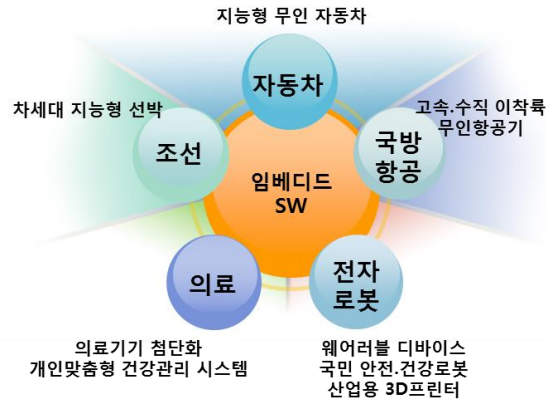 지능형 무인 자동차
자동차
차세대 지능형 선박
조선
고속.수직 이착륙
무인항공기
국방
항공
임베디드
SW
의료
전자
로봇
의료기기 첨단화
개인맞춤형 건강관리 시스템
웨어러블 디바이스
국민 안전.건강로봇
산업용 3D프린터